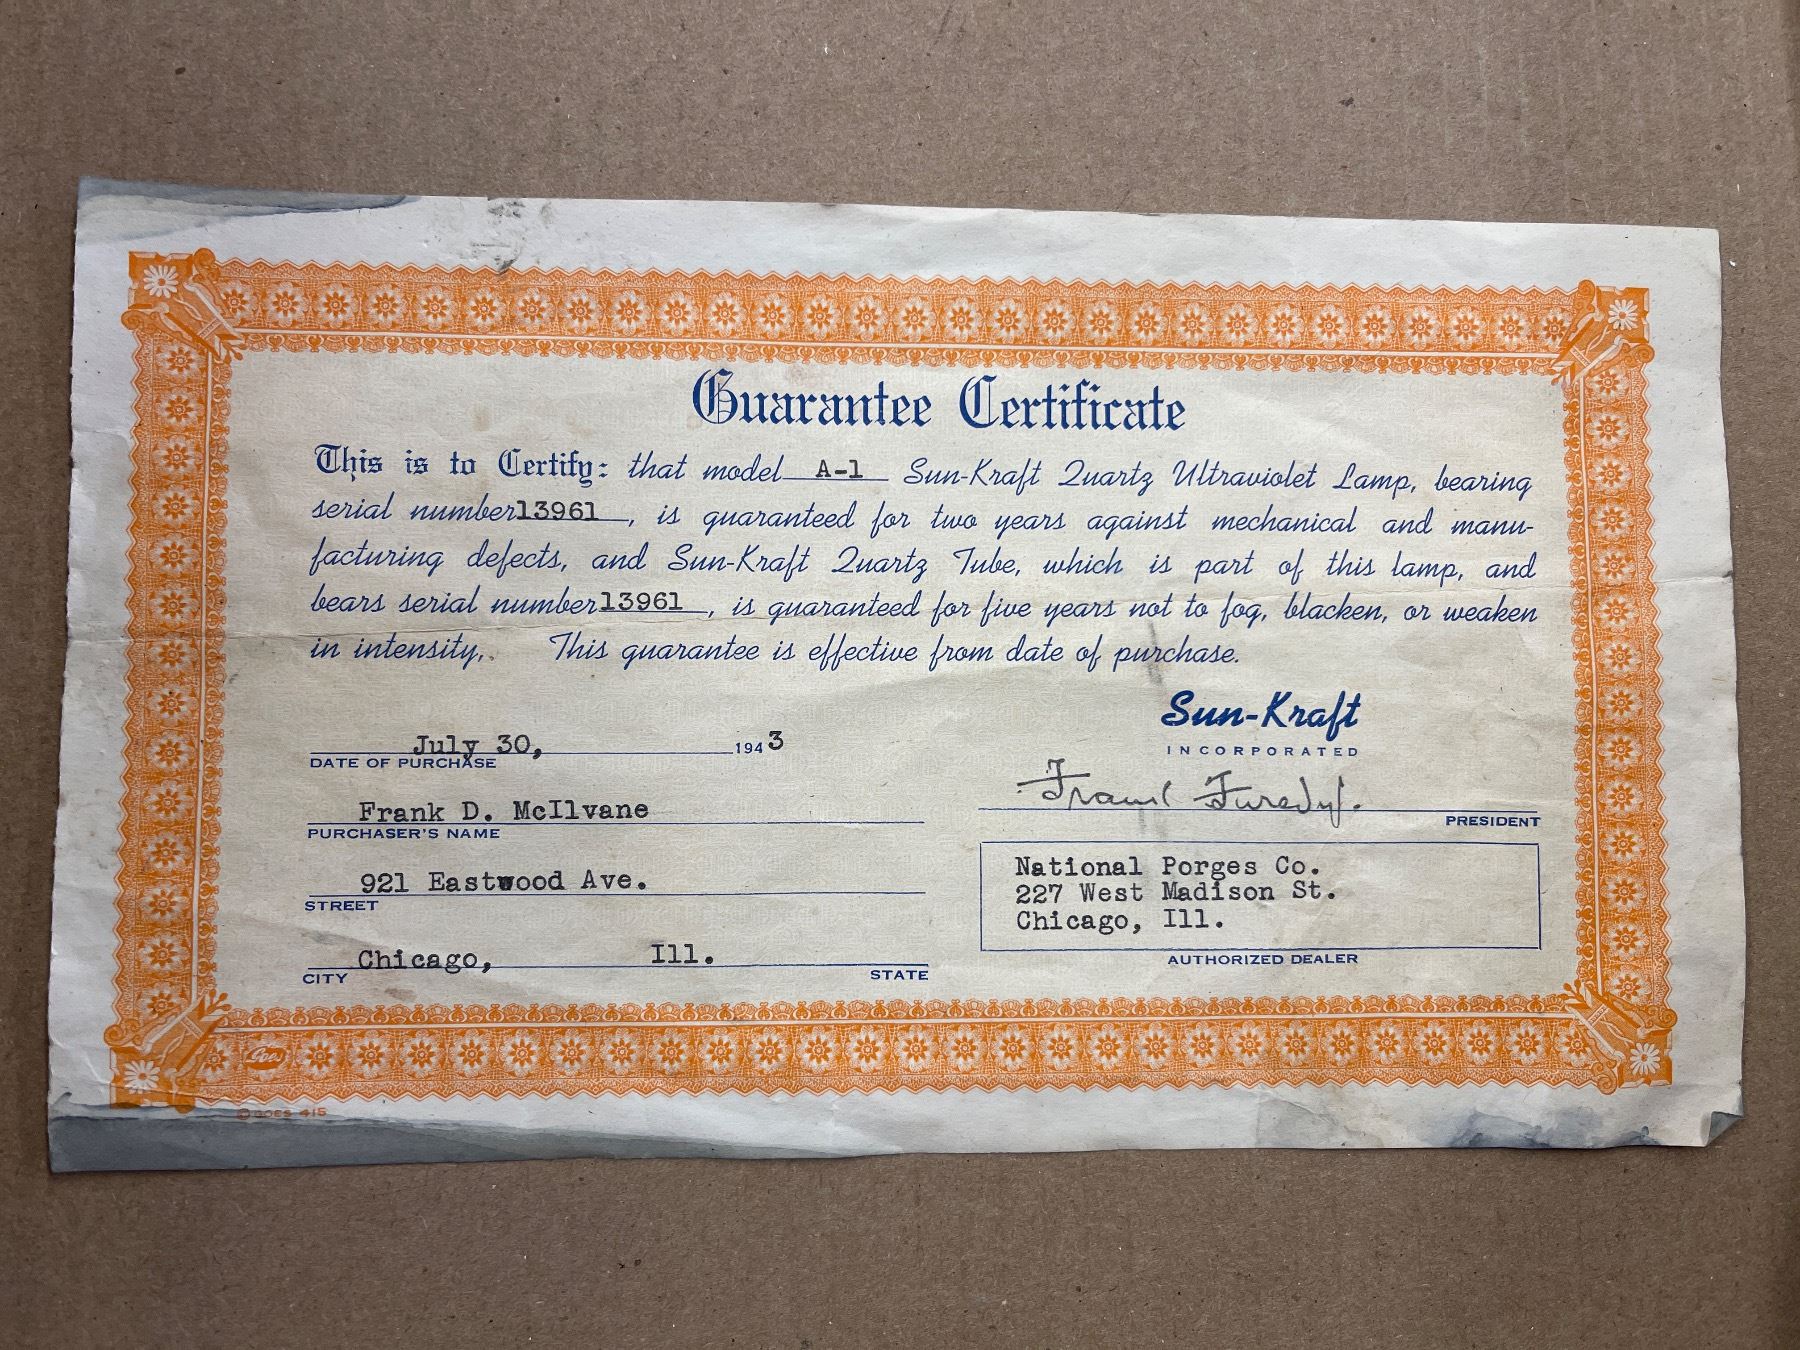 Guarantee Certificate
This is to Certify: that model A-1 Sun-Kraft Quartz Ultraviolet Lamp, bearing
serial number 13961, is guaranteed for two years against mechanical and manu-
facturing defects, and Sun-Kraft Quartz Tube, which is part of this lamp, and
bears serial number 13961, is guaranteed for five years not to fog, blacken, or weaken
in intensity,. This guarantee is effective from date of purchase.
July 30, 1943
DATE OF PURCHASE
Frank D. McIlvane
PURCHASER'S NAME
921 Eastwood Ave.
STREET
Chicago, Ill.
CITY STATE
Sun-Kraft
INCORPORATED
Frank Furedy.
PRESIDENT
National Porges Co.
227 West Madison St.
Chicago, Ill.
AUTHORIZED DEALER
Goes
© GOES 415